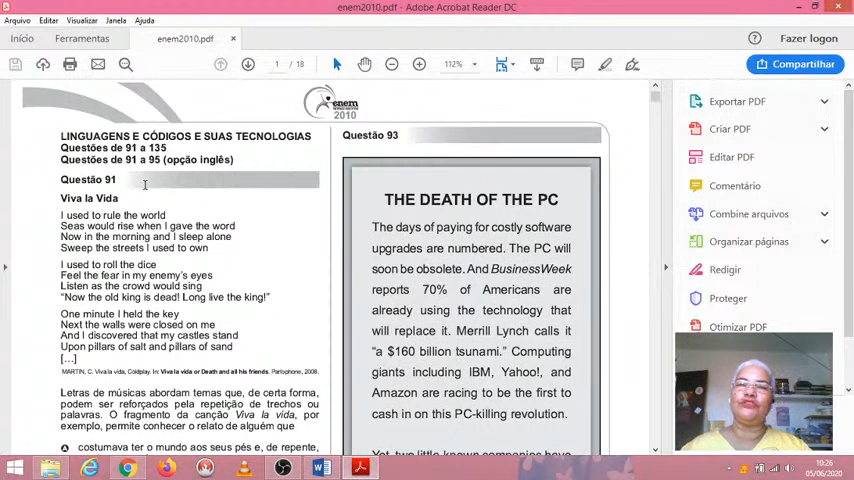 enem2010.pdf - Adobe Acrobat Reader DC
Arquivo Editar Visualizar Janela Ajuda
Início Ferramentas enem2010.pdf × Fazer logon
1 / 18 112% Compartilhar
enem
2010
LINGUAGENS E CÓDIGOS E SUAS TECNOLOGIAS
Questões de 91 a 135
Questões de 91 a 95 (opção inglês)
Questão 91
Viva la Vida
I used to rule the world
Seas would rise when I gave the word
Now in the morning and I sleep alone
Sweep the streets I used to own
I used to roll the dice
Feel the fear in my enemy's eyes
Listen as the crowd would sing
“Now the old king is dead! Long live the king!”
One minute I held the key
Next the walls were closed on me
And I discovered that my castles stand
Upon pillars of salt and pillars of sand
[...]
MARTIN, C. Viva la vida, Coldplay. In: Viva la vida or Death and all his friends. Parlophone, 2008.
Letras de músicas abordam temas que, de certa forma,
podem ser reforçados pela repetição de trechos ou
palavras. O fragmento da canção Viva la vida, por
exemplo, permite conhecer o relato de alguém que
A costumava ter o mundo aos seus pés e, de repente,
Questão 93
THE DEATH OF THE PC
The days of paying for costly software
upgrades are numbered. The PC will
soon be obsolete. And BusinessWeek
reports 70% of Americans are
already using the technology that
will replace it. Merrill Lynch calls it
“a $160 billion tsunami.” Computing
giants including IBM, Yahoo!, and
Amazon are racing to be the first to
cash in on this PC-killing revolution.
Yet, two little known companies have
Exportar PDF
Criar PDF
Editar PDF
Comentário
Combine arquivos
Organizar páginas
Redigir
Proteger
Otimizar PDF
10:26
05/06/2020